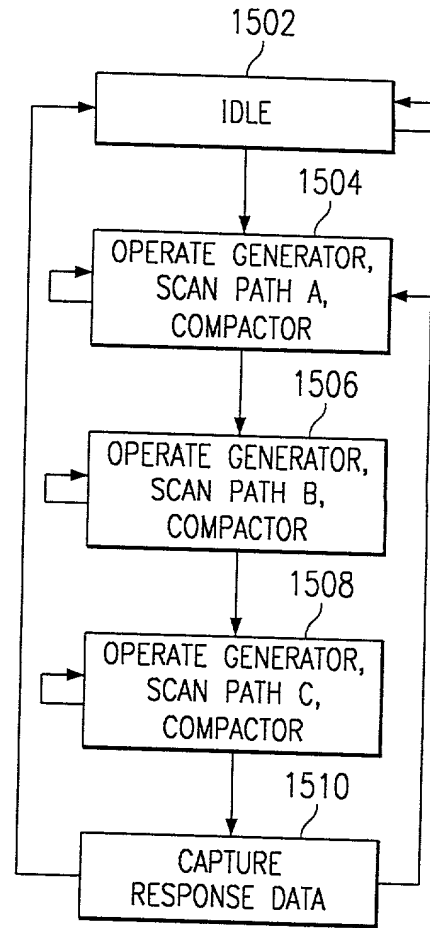 1502
IDLE
1504
OPERATE GENERATOR,
SCAN PATH A,
COMPACTOR
1506
OPERATE GENERATOR,
SCAN PATH B,
COMPACTOR
1508
OPERATE GENERATOR,
SCAN PATH C,
COMPACTOR
1510
CAPTURE
RESPONSE DATA